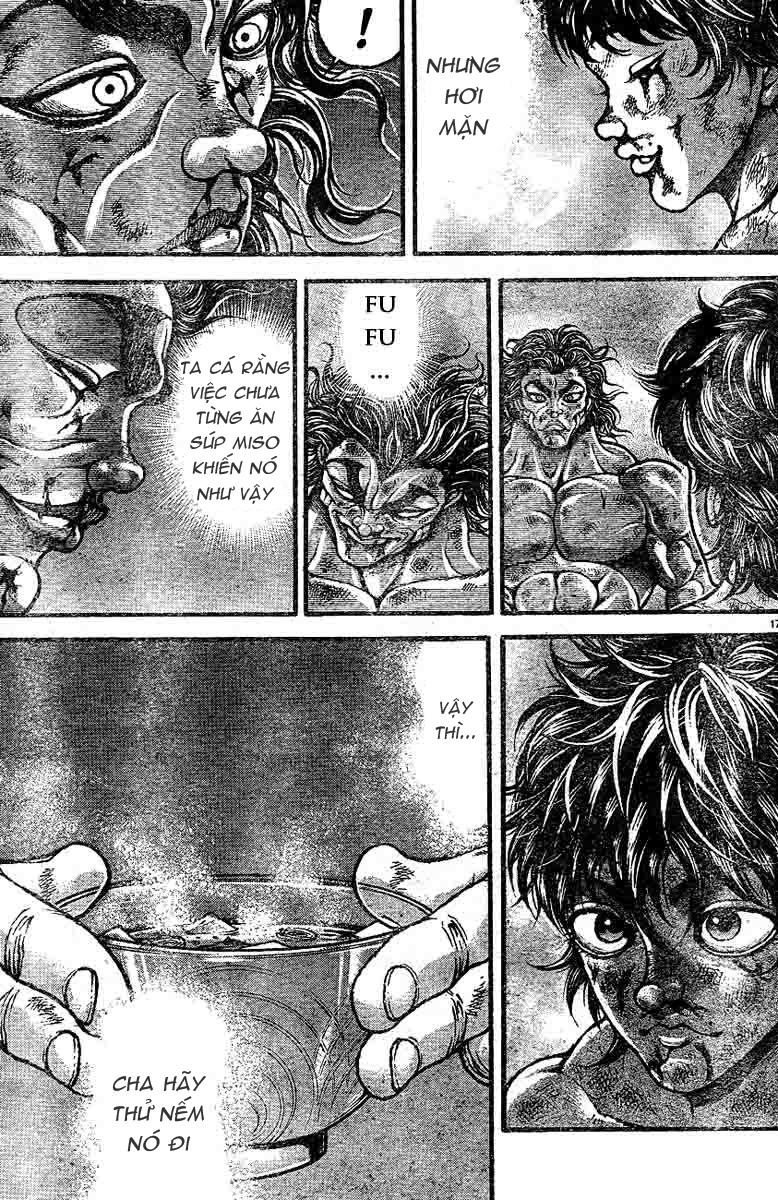 NHƯNG
HƠI
MẶN
!
FU
FU
...
TA CÁ RẰNG
VIỆC CHƯA
TỪNG ĂN
SÚP MISO
KHIẾN NÓ
NHƯ VẬY
17
VẬY
THÌ...
CHA HÃY
THỬ NẾM
NÓ ĐI